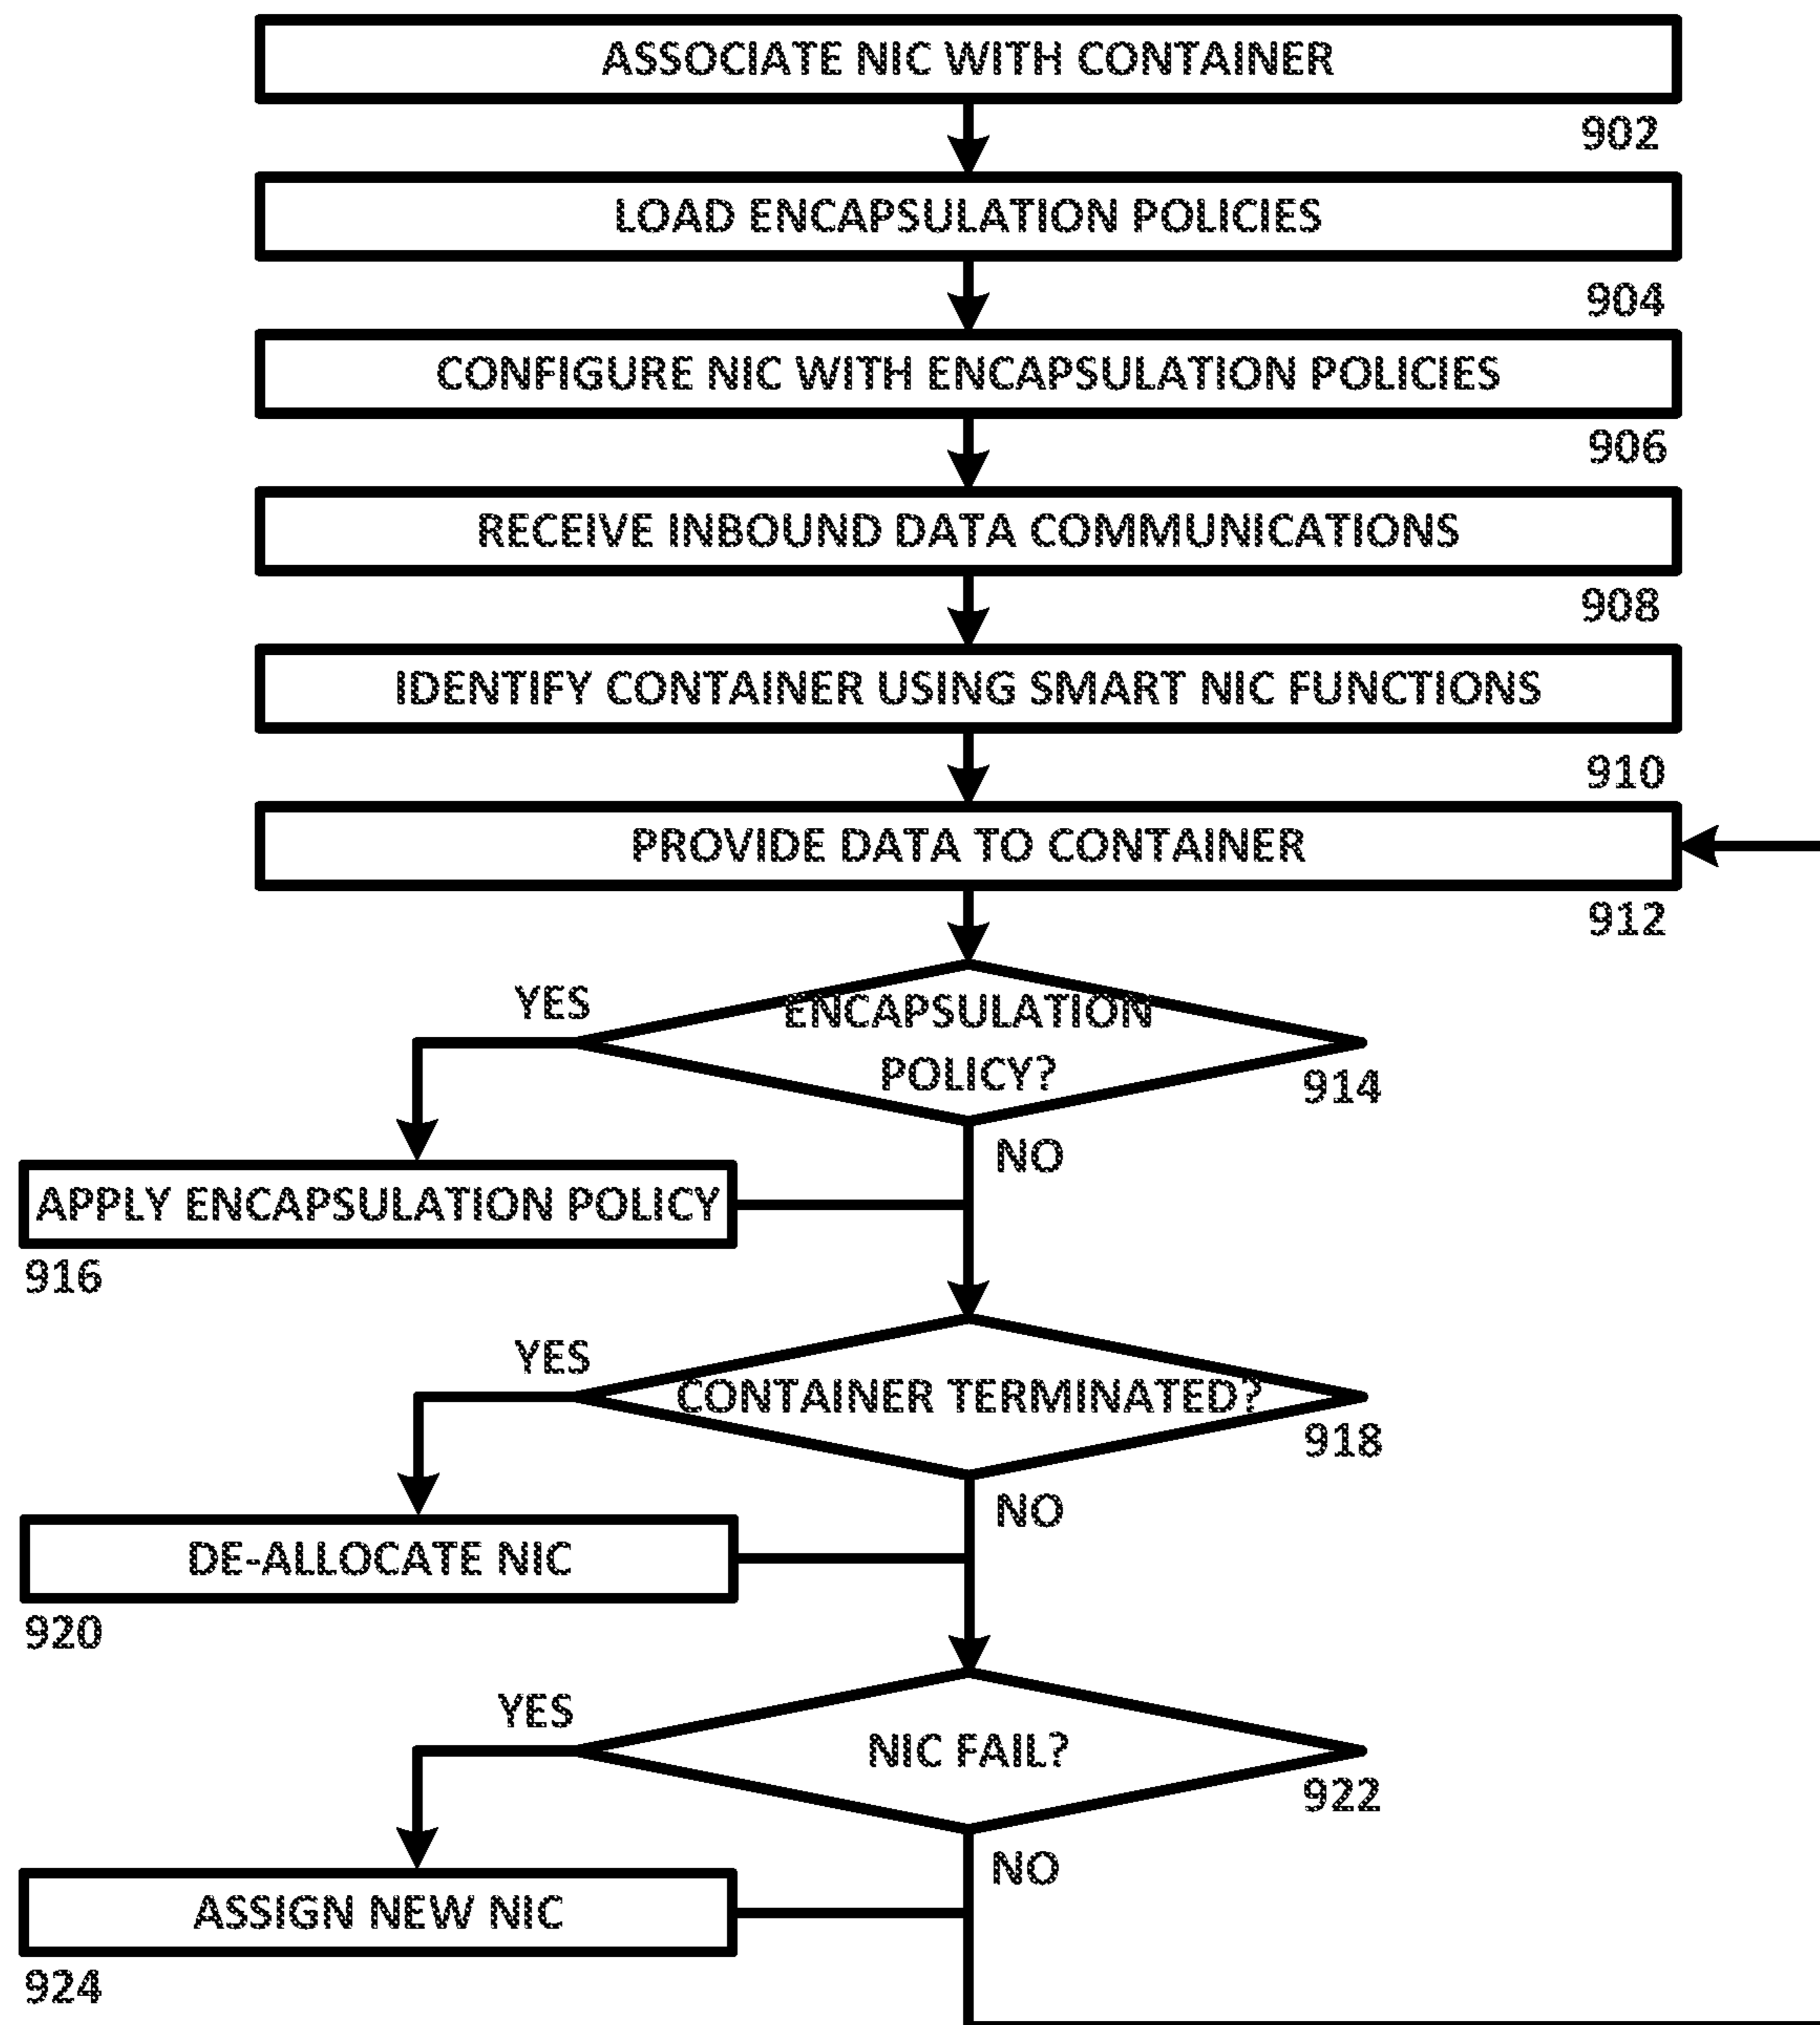 ASSOCIATE NIC WITH CONTAINER
902
LOAD ENCAPSULATION POLICIES
904
CONFIGURE NIC WITH ENCAPSULATION POLICIES
906
RECEIVE INBOUND DATA COMMUNICATIONS
908
IDENTIFY CONTAINER USING SMART NIC FUNCTIONS
910
PROVIDE DATA TO CONTAINER
912
YES
ENCAPSULATION
POLICY?
914
NO
APPLY ENCAPSULATION POLICY
916
YES
CONTAINER TERMINATED?
918
NO
DE-ALLOCATE NIC
920
YES
NIC FAIL?
922
NO
ASSIGN NEW NIC
924